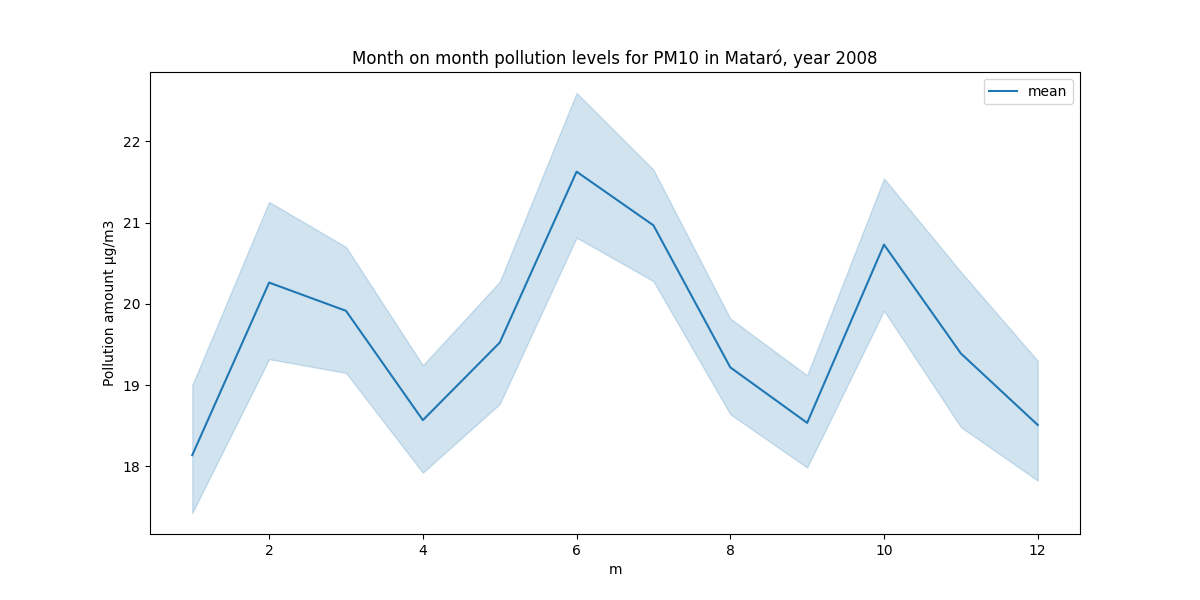 Month on month pollution levels for PM10 in Mataró, year 2008
mean
Pollution amount µg/m3
22
21
20
19
18
2 4 6 8 10 12
m